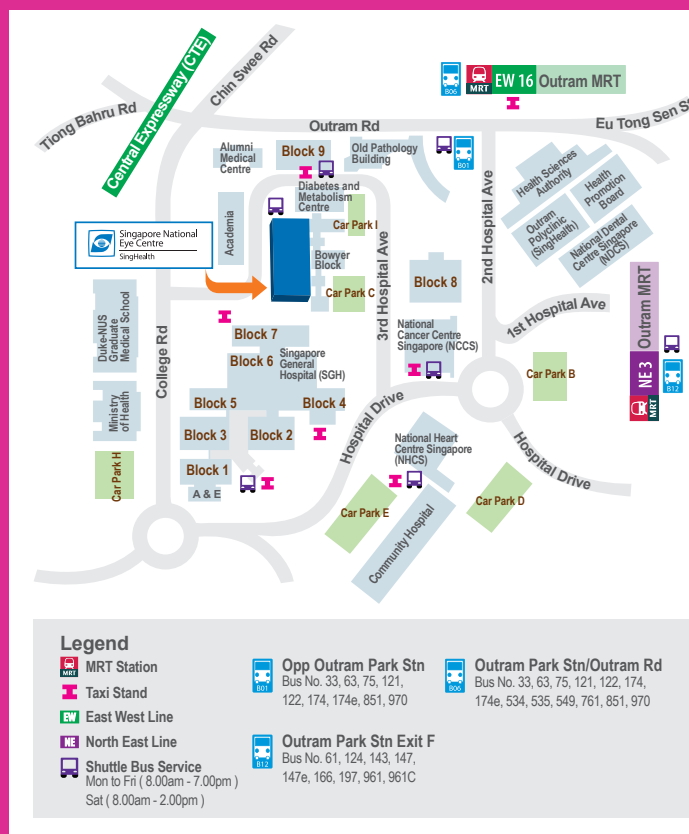 Central Expressway (CTE)
Chin Swee Rd
Tiong Bahru Rd
B06
MRT
EW 16
Outram MRT
Outram Rd
Eu Tong Sen St
Alumni
Medical
Centre
Block 9
Old Pathology
Building
B01
Health Sciences
Authority
Health
Promotion
Board
Outram
Polyclinic
(SingHealth)
National Dental
Centre Singapore
(NDCS)
Diabetes and
Metabolism
Centre
Car Park I
Academia
Singapore National
Eye Centre
SingHealth
Bowyer
Block
Car Park C
3rd Hospital Ave
2nd Hospital Ave
Block 8
1st Hospital Ave
Outram MRT
NE 3
MRT
B12
Duke-NUS
Graduate
Medical School
College Rd
Block 7
Block 6
Singapore
General
Hospital (SGH)
National
Cancer Centre
Singapore (NCCS)
Car Park B
Ministry
of Health
Block 5
Block 4
Block 3
Block 2
Hospital Drive
Hospital Drive
National Heart
Centre Singapore
(NHCS)
Car Park H
Block 1
A & E
Car Park E
Community Hospital
Car Park D
Legend
MRT
MRT Station
Taxi Stand
EW
East West Line
NE
North East Line
Shuttle Bus Service
Mon to Fri ( 8.00am - 7.00pm )
Sat ( 8.00am - 2.00pm )
B01
Opp Outram Park Stn
Bus No. 33, 63, 75, 121,
122, 174, 174e, 851, 970
B12
Outram Park Stn Exit F
Bus No. 61, 124, 143, 147,
147e, 166, 197, 961, 961C
B06
Outram Park Stn/Outram Rd
Bus No. 33, 63, 75, 121, 122, 174,
174e, 534, 535, 549, 761, 851, 970